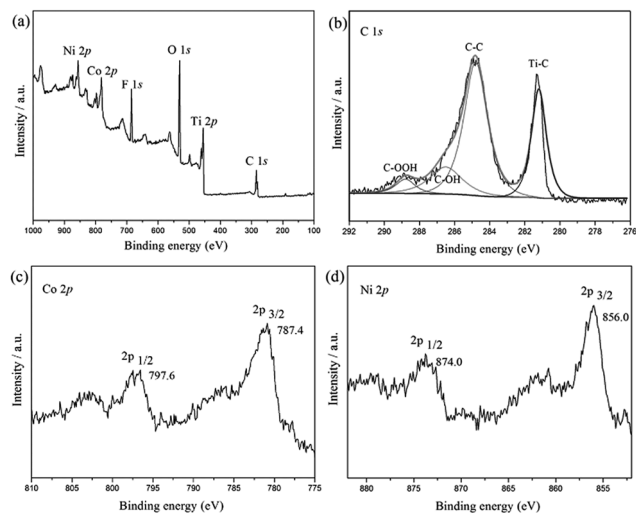 (a)
Ni 2p
Co 2p
F 1s
O 1s
Ti 2p
C 1s
Intensity / a.u.
1000 900 800 700 600 500 400 300 200 100
Binding energy (eV)
(b)
C 1s
C-C
Ti-C
C-OOH
C-OH
Intensity / a.u.
292 290 288 286 284 282 280 278 276
Binding energy (eV)
(c)
Co 2p
2p 3/2
787.4
2p 1/2
797.6
Intensity / a.u.
810 805 800 795 790 785 780 775
Binding energy (eV)
(d)
Ni 2p
2p 3/2
856.0
2p 1/2
874.0
Intensity / a.u.
880 875 870 865 860 855
Binding energy (eV)